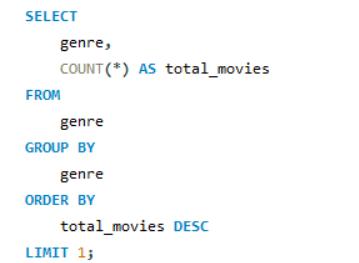 SELECT
    genre,
    COUNT(*) AS total_movies
FROM
    genre
GROUP BY
    genre
ORDER BY
    total_movies DESC
LIMIT 1;